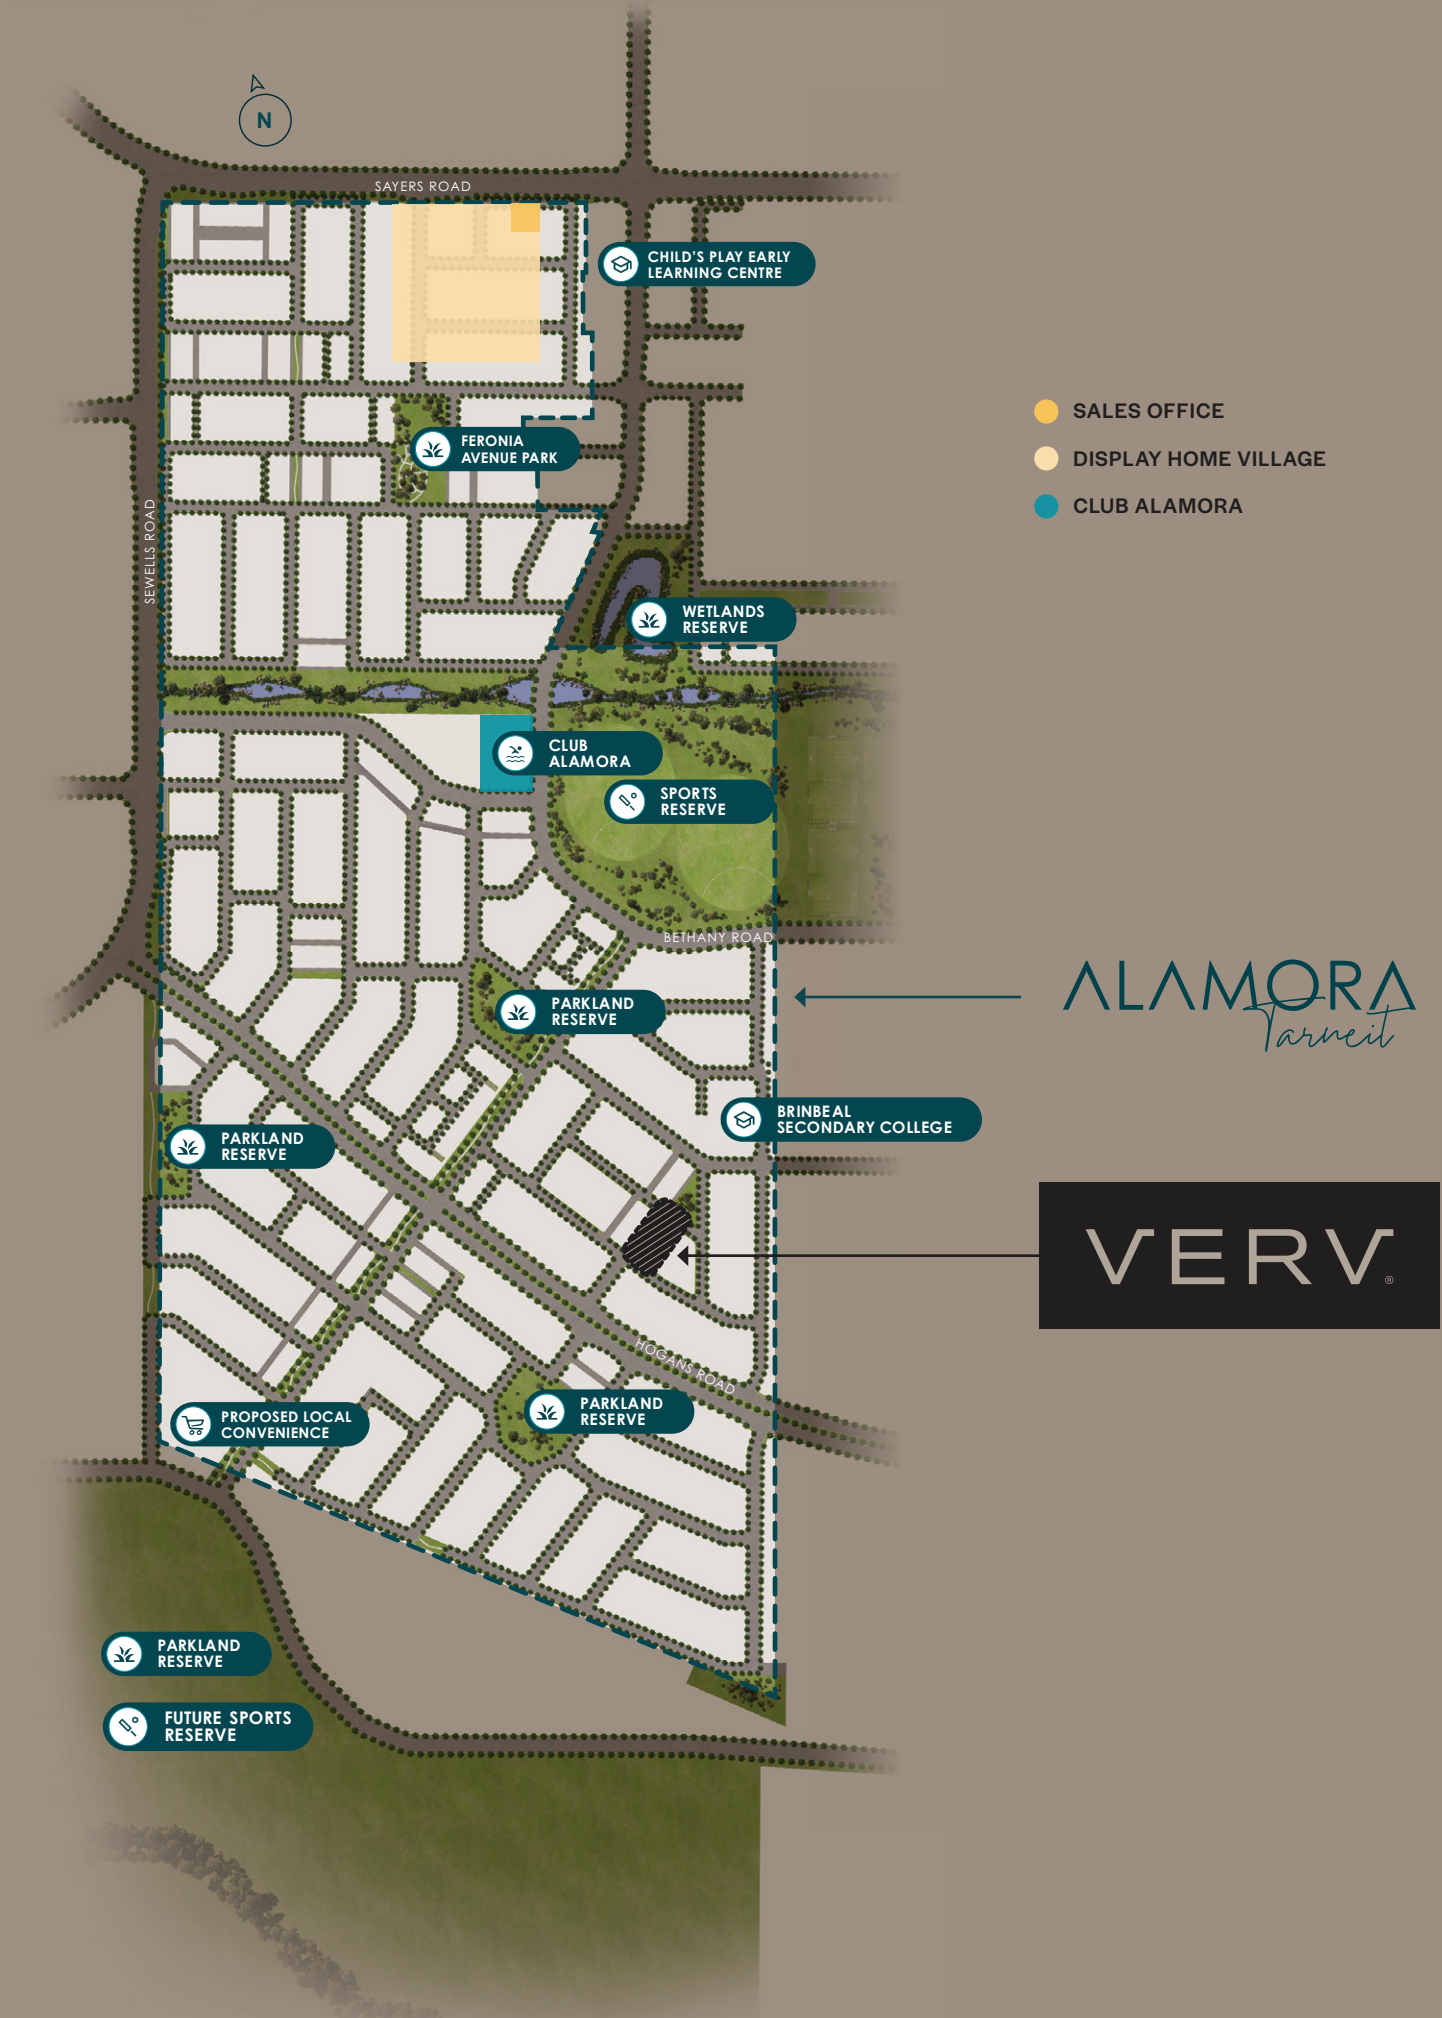 N
SAYERS ROAD
CHILD'S PLAY EARLY
LEARNING CENTRE
SALES OFFICE
DISPLAY HOME VILLAGE
CLUB ALAMORA
FERONIA
AVENUE PARK
SEWELLS ROAD
WETLANDS
RESERVE
CLUB
ALAMORA
SPORTS
RESERVE
BETHANY ROAD
ALAMORA
Tarneit
PARKLAND
RESERVE
BRINBEAL
SECONDARY COLLEGE
PARKLAND
RESERVE
VERV®
HOGANS ROAD
PARKLAND
RESERVE
PROPOSED LOCAL
CONVENIENCE
PARKLAND
RESERVE
FUTURE SPORTS
RESERVE